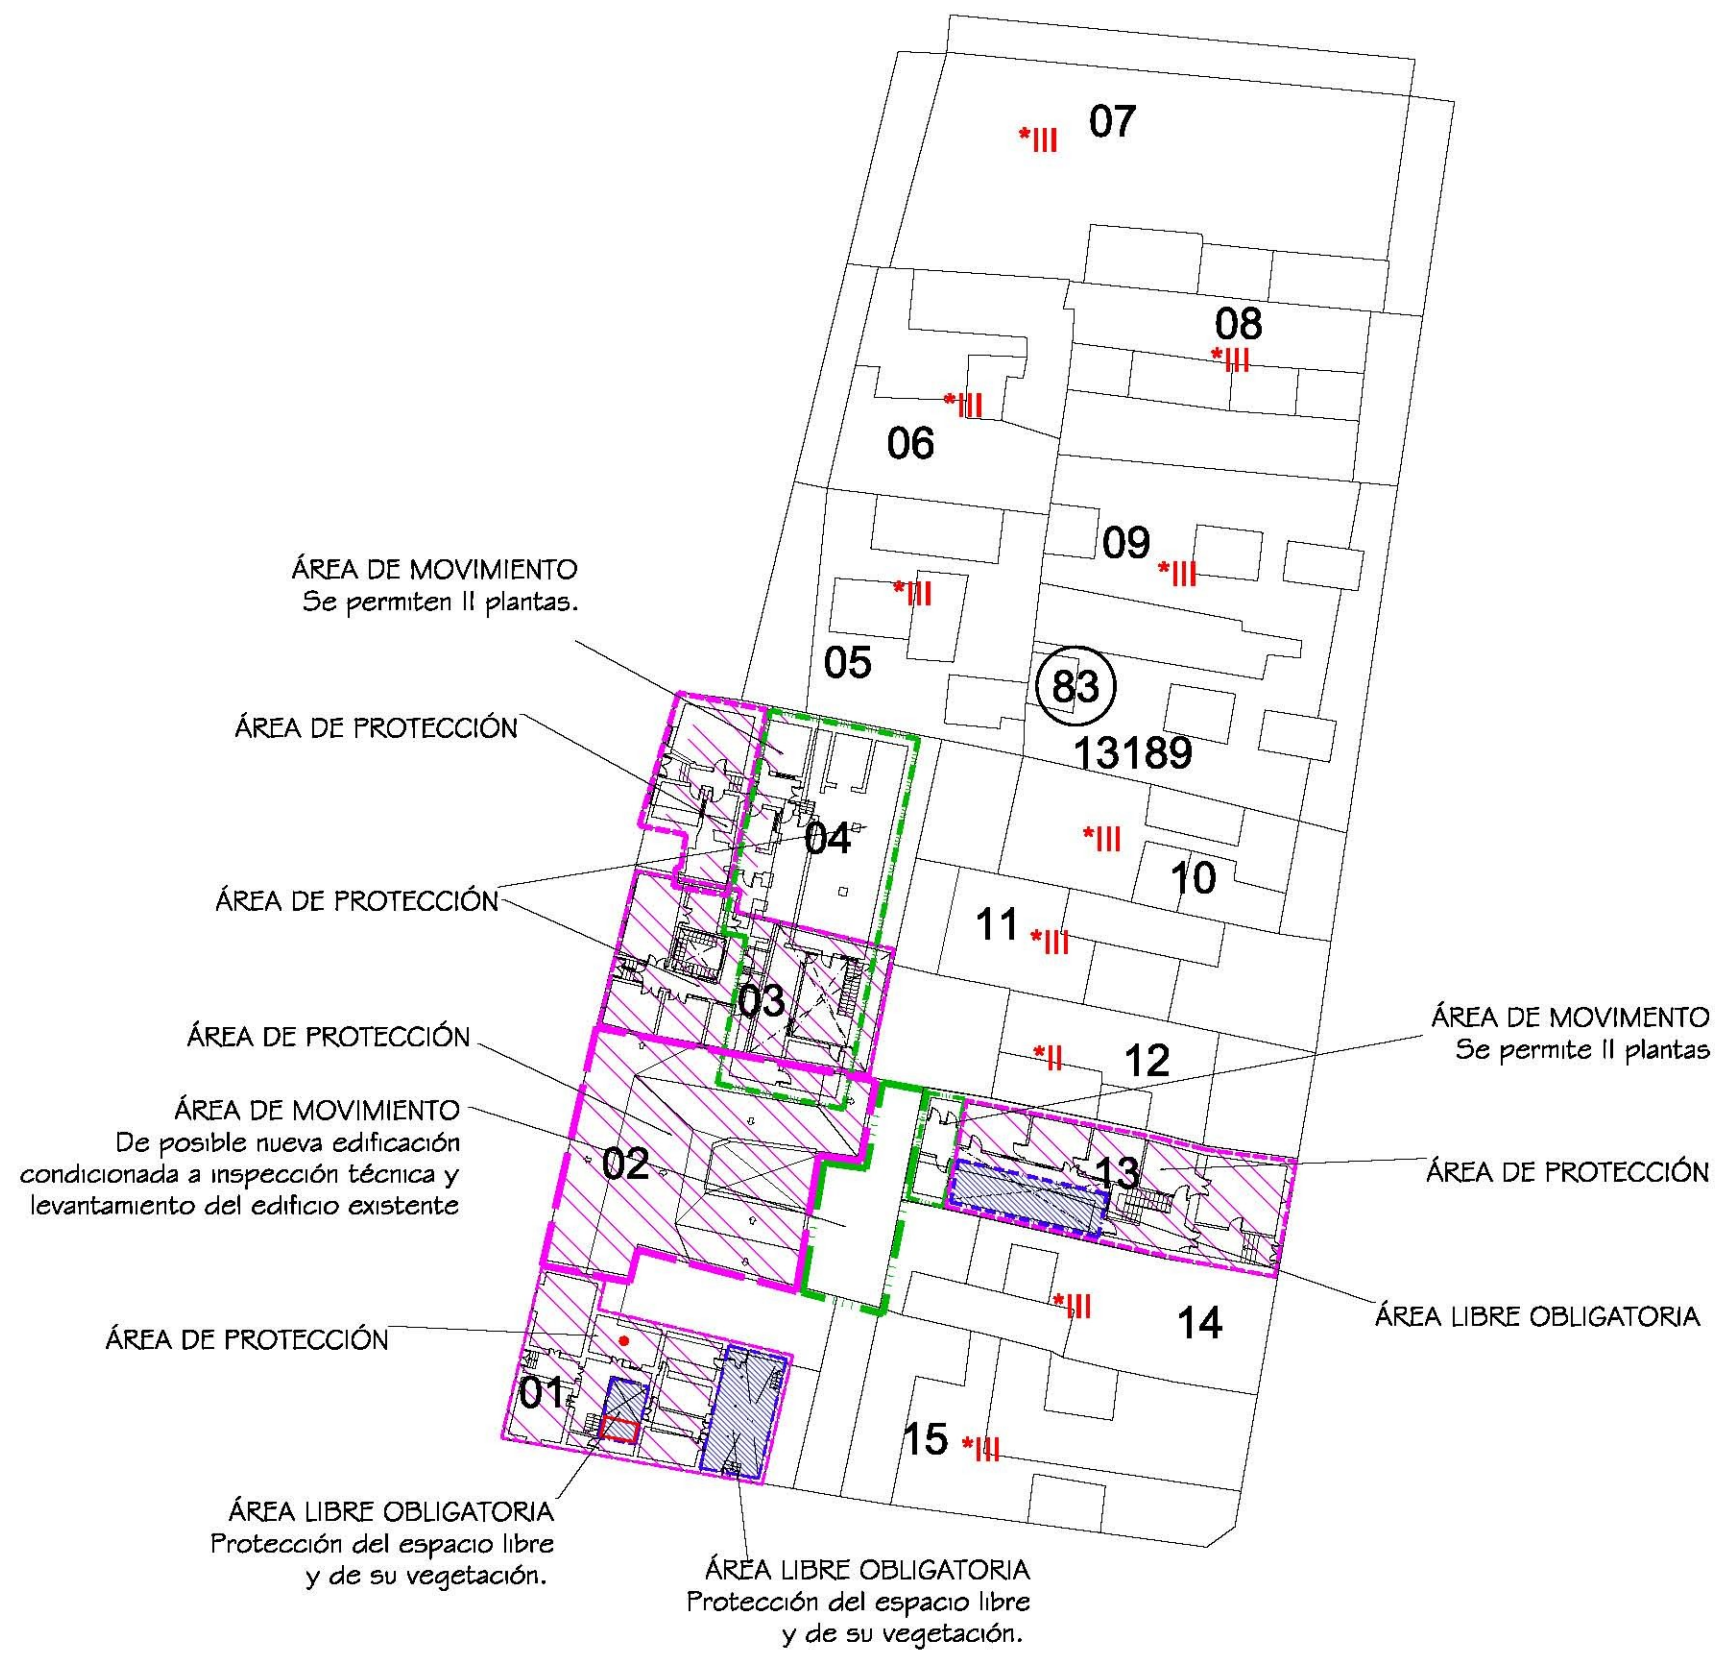 07
*III
08
*III
*III
06
09
*III
ÁREA DE MOVIMIENTO
Se permiten II plantas.
*III
05
83
13189
ÁREA DE PROTECCIÓN
04
*III
10
ÁREA DE PROTECCIÓN
11
*III
03
ÁREA DE PROTECCIÓN
*II
12
ÁREA DE MOVIMENTO
Se permite II plantas
ÁREA DE MOVIMIENTO
De posible nueva edificación
condicionada a inspección técnica y
levantamiento del edificio existente
02
13
ÁREA DE PROTECCIÓN
*III
14
ÁREA LIBRE OBLIGATORIA
ÁREA DE PROTECCIÓN
01
15
*III
ÁREA LIBRE OBLIGATORIA
Protección del espacio libre
y de su vegetación.
ÁREA LIBRE OBLIGATORIA
Protección del espacio libre
y de su vegetación.